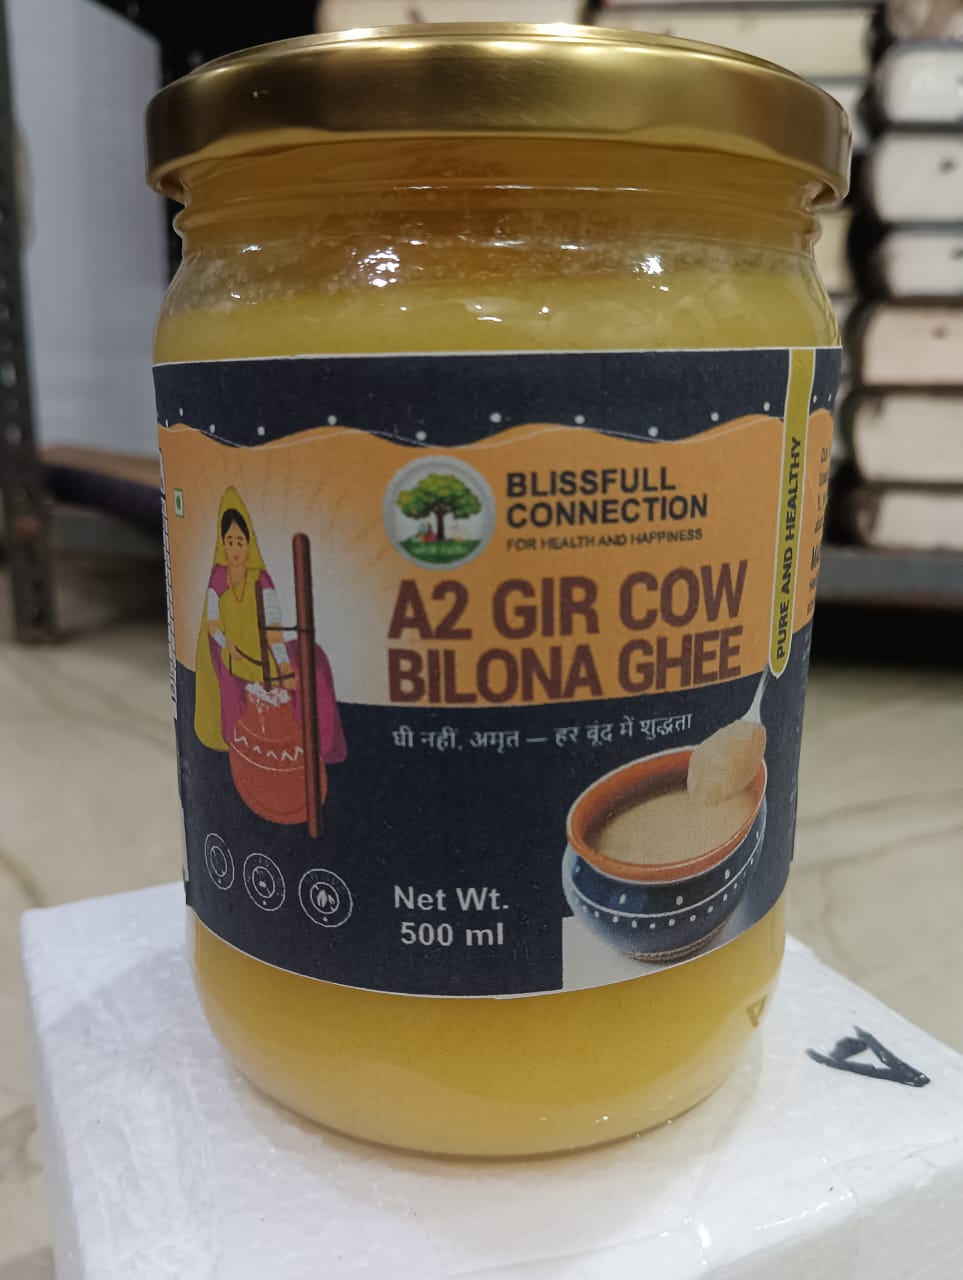 BLISSFULL
CONNECTION
FOR HEALTH AND HAPPINESS
A2 GIR COW
BILONA GHEE
घी नहीं, अमृत — हर बूंद में शुद्धता
Net Wt.
500 ml
PURE AND HEALTHY